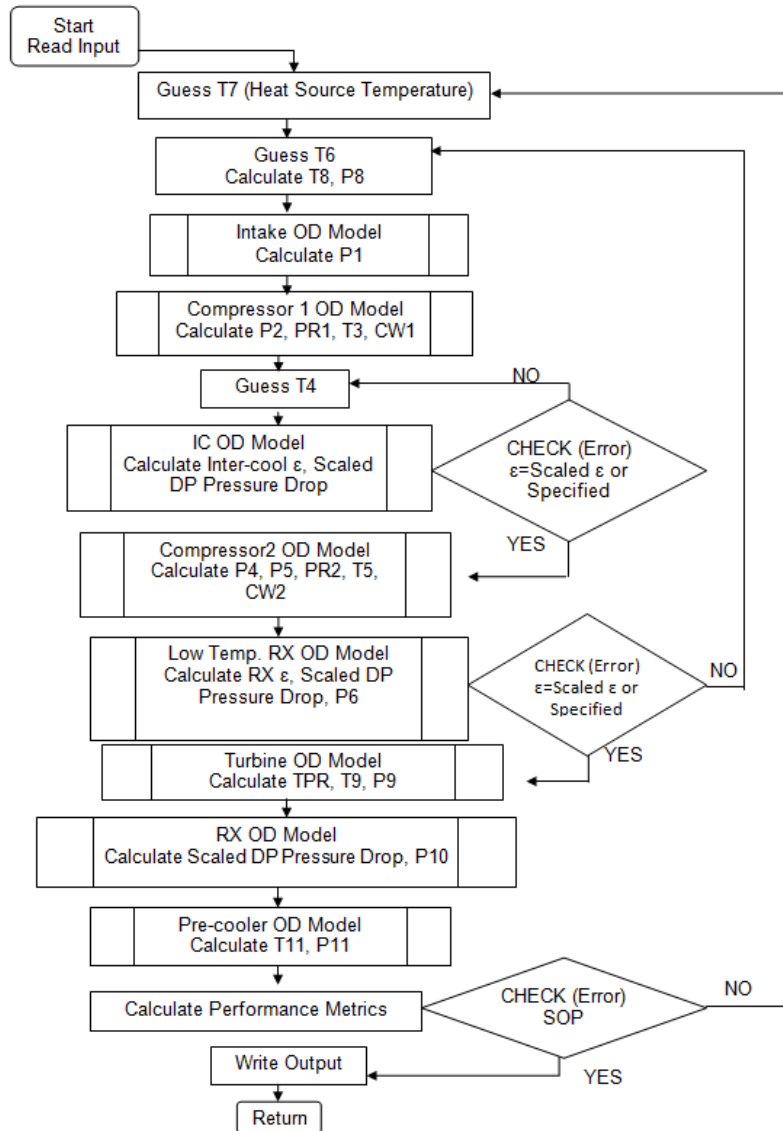 Start
Read Input
Guess T7 (Heat Source Temperature)
Guess T6
Calculate T8, P8
Intake OD Model
Calculate P1
Compressor 1 OD Model
Calculate P2, PR1, T3, CW1
Guess T4
NO
IC OD Model
Calculate Inter-cool ε, Scaled
DP Pressure Drop
CHECK (Error)
ε=Scaled ε or
Specified
YES
Compressor2 OD Model
Calculate P4, P5, PR2, T5,
CW2
Low Temp. RX OD Model
Calculate RX ε, Scaled DP
Pressure Drop, P6
CHECK (Error)
ε=Scaled ε or
Specified
NO
YES
Turbine OD Model
Calculate TPR, T9, P9
RX OD Model
Calculate Scaled DP Pressure Drop, P10
Pre-cooler OD Model
Calculate T11, P11
Calculate Performance Metrics
CHECK (Error)
SOP
NO
YES
Write Output
Return